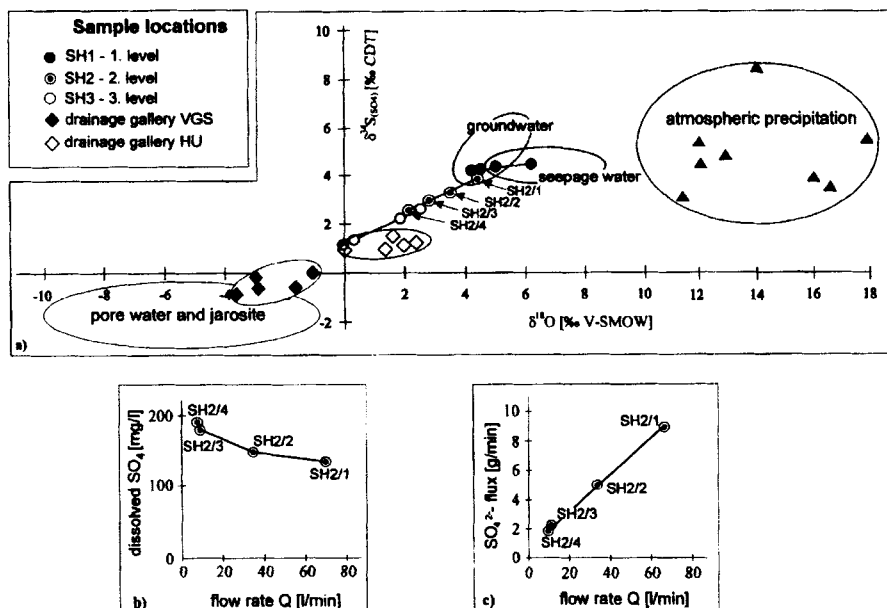 Sample locations
SH1 - 1. level
SH2 - 2. level
SH3 - 3. level
drainage gallery VGS
drainage gallery HU
δ³⁴S(SO4) [‰ CDT]
10
8
6
4
2
-2
groundwater
seepage water
atmospheric precipitation
SH2/1
SH2/2
SH2/3
SH2/4
-10 -8 -6 -4 -2 0 2 4 6 8 10 12 14 16 18
pore water and jarosite
δ¹⁸O [‰ V-SMOW]
a)
dissolved SO₄ [mg/l]
200
100
0
SH2/4
SH2/3
SH2/2
SH2/1
0 20 40 60 80
b)
flow rate Q [l/min]
SO₄²⁻- flux [g/min]
10
8
6
4
2
0
SH2/1
SH2/2
SH2/3
SH2/4
0 20 40 60 80
c)
flow rate Q [l/min]